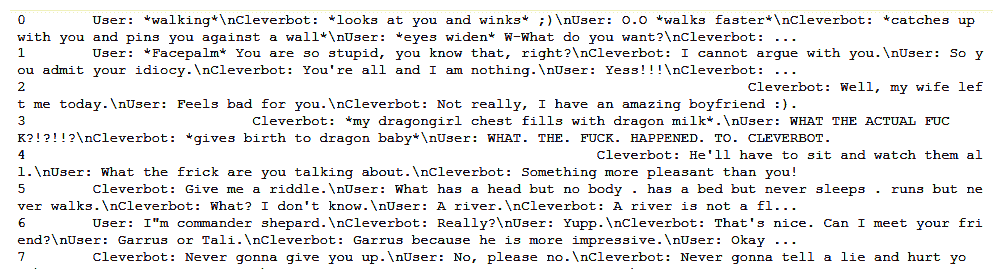 0 User: *walking*\nCleverbot: *looks at you and winks* ;)\nUser: O.O *walks faster*\nCleverbot: *catches up
with you and pins you against a wall*\nUser: *eyes widen* W-What do you want?\nCleverbot: ...
1 User: *Facepalm* You are so stupid, you know that, right?\nCleverbot: I cannot argue with you.\nUser: So y
ou admit your idiocy.\nCleverbot: You're all and I am nothing.\nUser: Yess!!!\nCleverbot: ...
2 Cleverbot: Well, my wife lef
t me today.\nUser: Feels bad for you.\nCleverbot: Not really, I have an amazing boyfriend :).
3 Cleverbot: *my dragongirl chest fills with dragon milk*.\nUser: WHAT THE ACTUAL FUC
K?!?!!?\nCleverbot: *gives birth to dragon baby*\nUser: WHAT. THE. FUCK. HAPPENED. TO. CLEVERBOT.
4 Cleverbot: He'll have to sit and watch them al
l.\nUser: What the frick are you talking about.\nCleverbot: Something more pleasant than you!
5 Cleverbot: Give me a riddle.\nUser: What has a head but no body . has a bed but never sleeps . runs but ne
ver walks.\nCleverbot: What? I don't know.\nUser: A river.\nCleverbot: A river is not a fl...
6 User: I"m commander shepard.\nCleverbot: Really?\nUser: Yupp.\nCleverbot: That's nice. Can I meet your fri
end?\nUser: Garrus or Tali.\nCleverbot: Garrus because he is more impressive.\nUser: Okay ...
7 Cleverbot: Never gonna give you up.\nUser: No, please no.\nCleverbot: Never gonna tell a lie and hurt yo